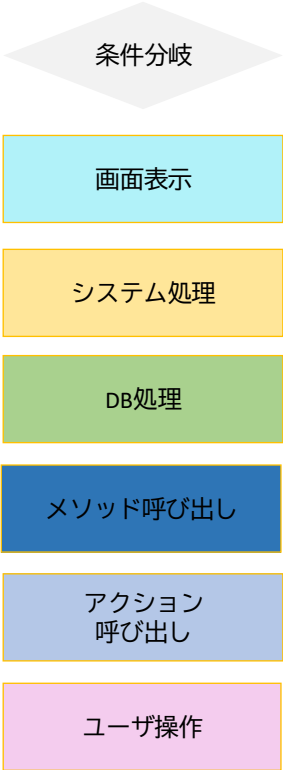 条件分岐
画面表示
システム処理
DB処理
メソッド呼び出し
アクション
呼び出し
ユーザ操作